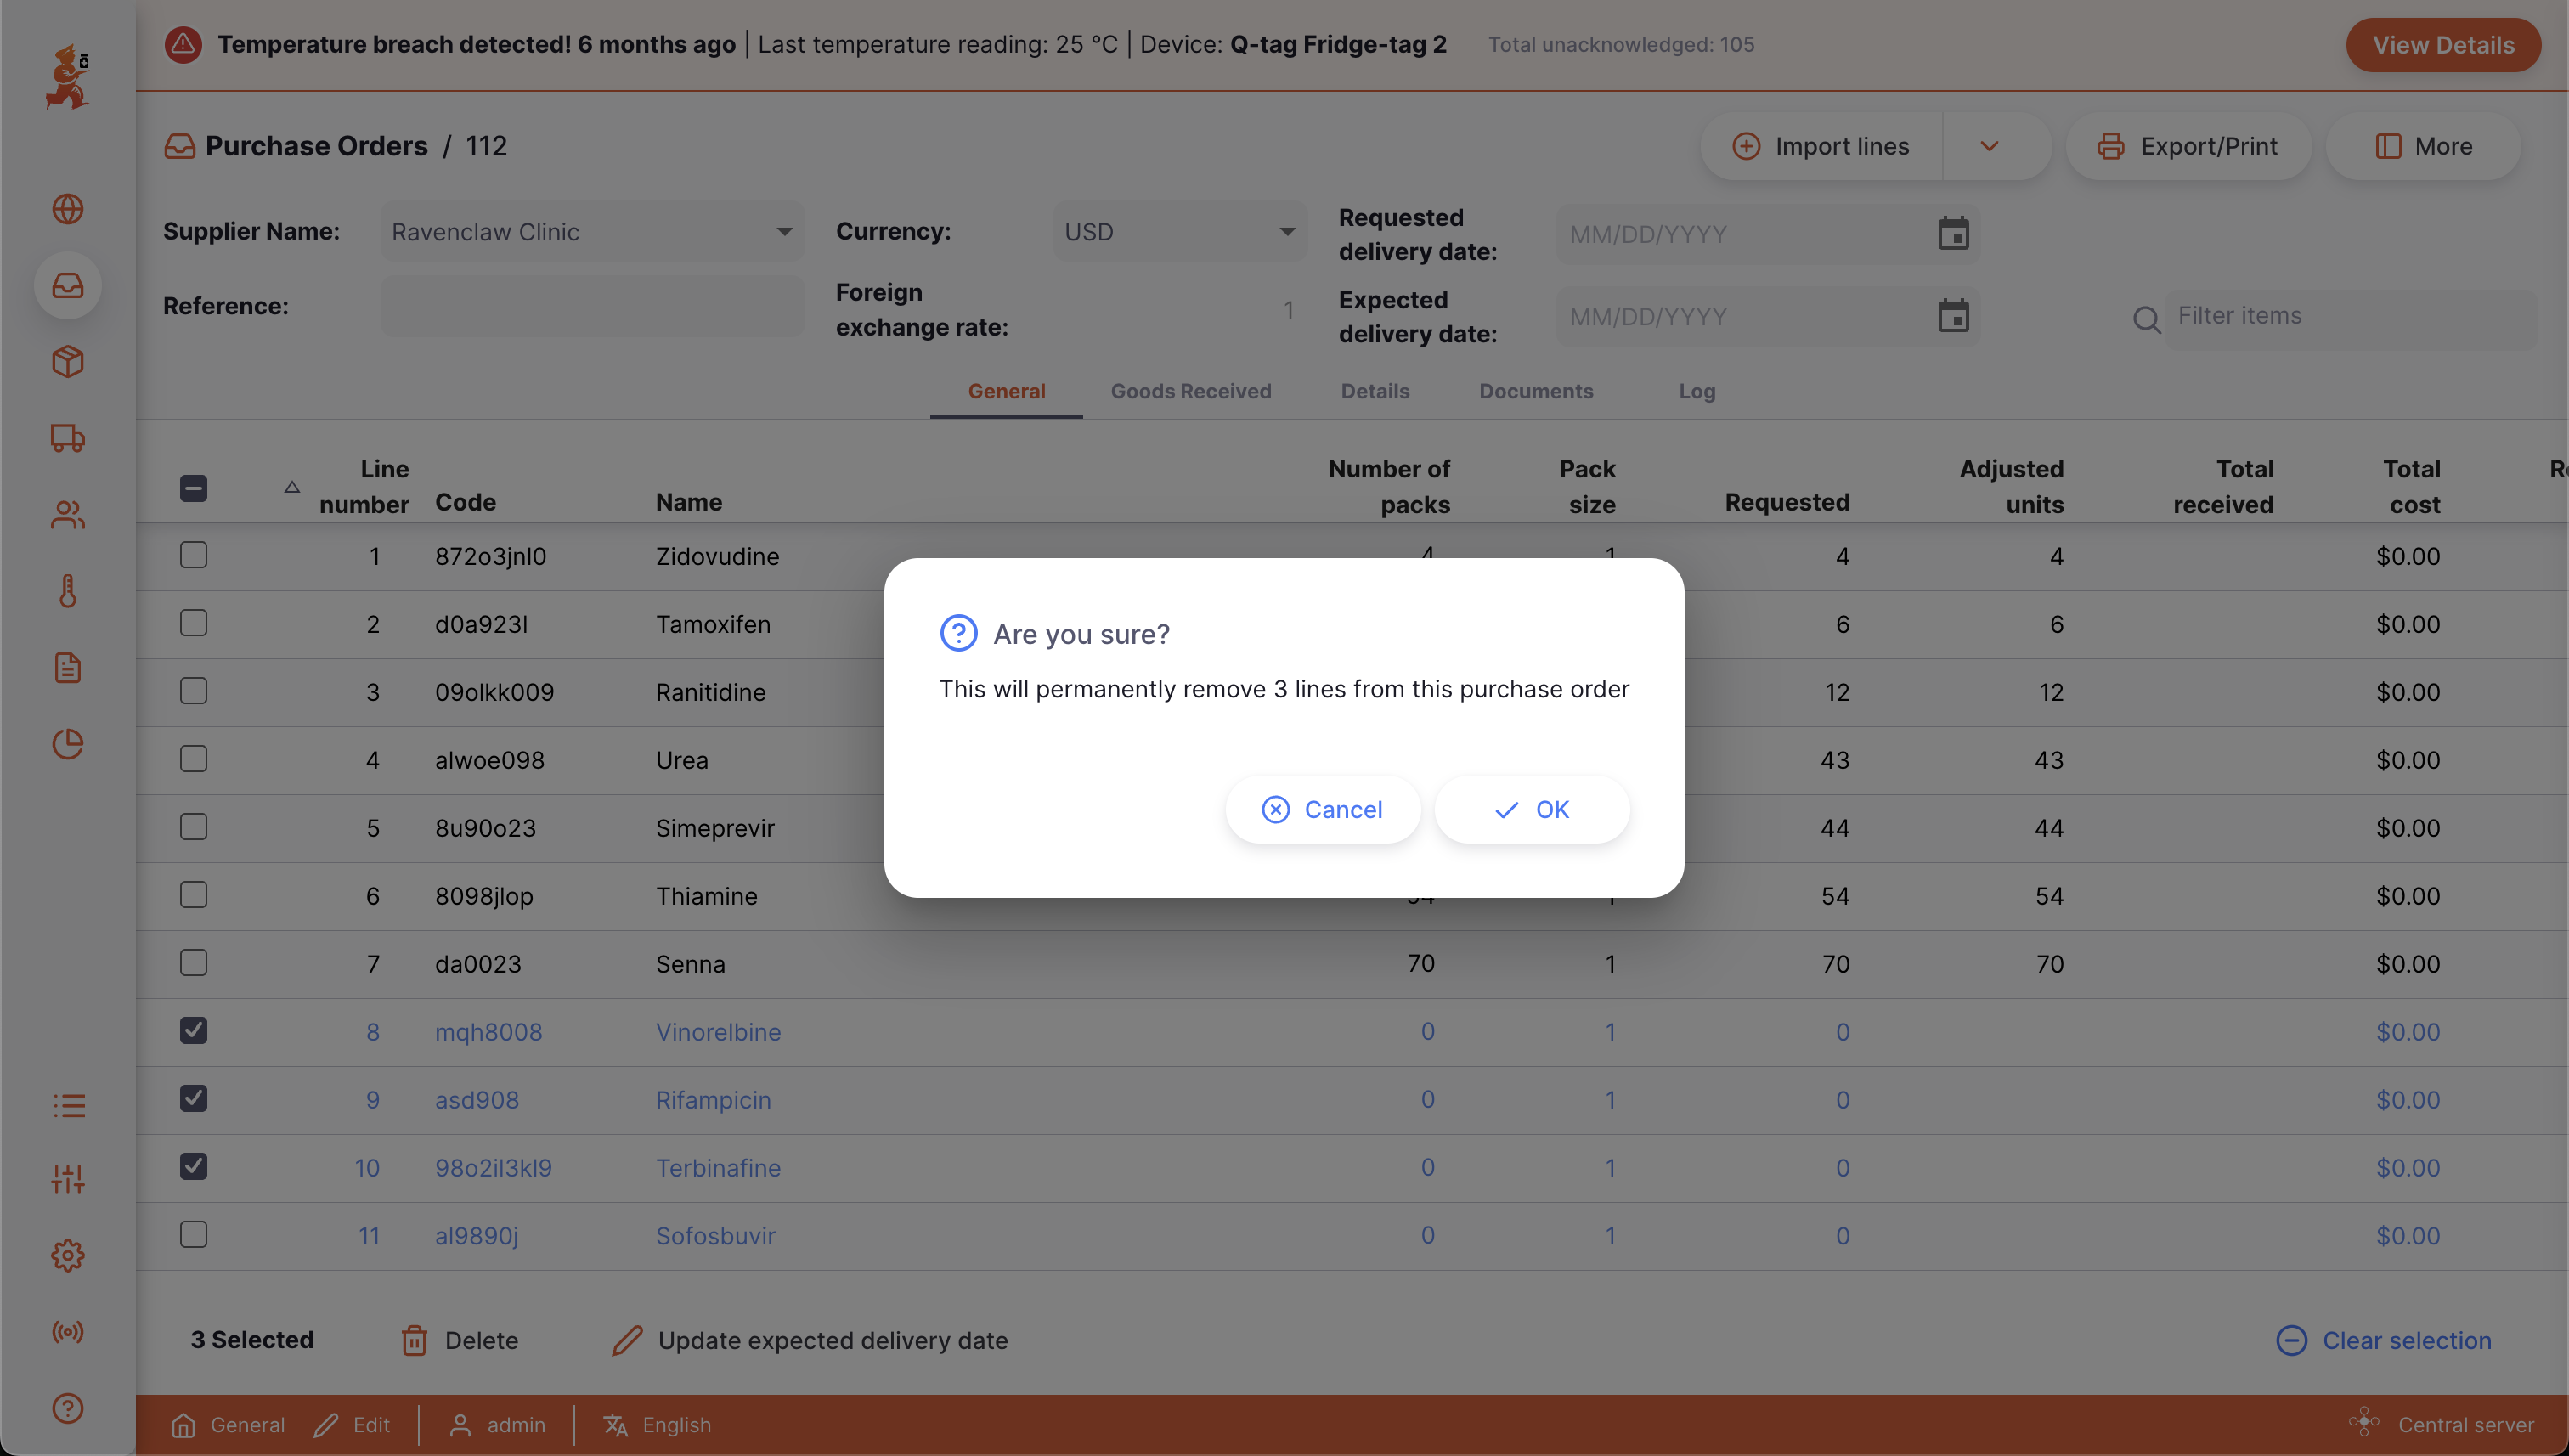 Temperature breach detected! 6 months ago | Last temperature reading: 25 °C | Device: Q-tag Fridge-tag 2 Total unacknowledged: 105 View Details
Purchase Orders / 112 Import lines Export/Print More
Supplier Name: Ravenclaw Clinic Currency: USD Requested delivery date: MM/DD/YYYY
Reference: Foreign exchange rate: 1 Expected delivery date: MM/DD/YYYY Filter items
General Goods Received Details Documents Log
Line number Code Name Number of packs Pack size Requested Adjusted units Total received Total cost
1 872o3jnl0 Zidovudine 4 1 4 4 $0.00
2 d0a923l Tamoxifen 6 6 $0.00
3 09olkk009 Ranitidine 12 12 $0.00
4 alwoe098 Urea 43 43 $0.00
5 8u90o23 Simeprevir 44 44 $0.00
6 8098jlop Thiamine 54 54 $0.00
7 da0023 Senna 70 1 70 70 $0.00
8 mqh8008 Vinorelbine 0 1 0 $0.00
9 asd908 Rifampicin 0 1 0 $0.00
10 98o2il3kl9 Terbinafine 0 1 0 $0.00
11 al9890j Sofosbuvir 0 1 0 $0.00
Are you sure?
This will permanently remove 3 lines from this purchase order
Cancel OK
3 Selected Delete Update expected delivery date Clear selection
General Edit admin English Central server